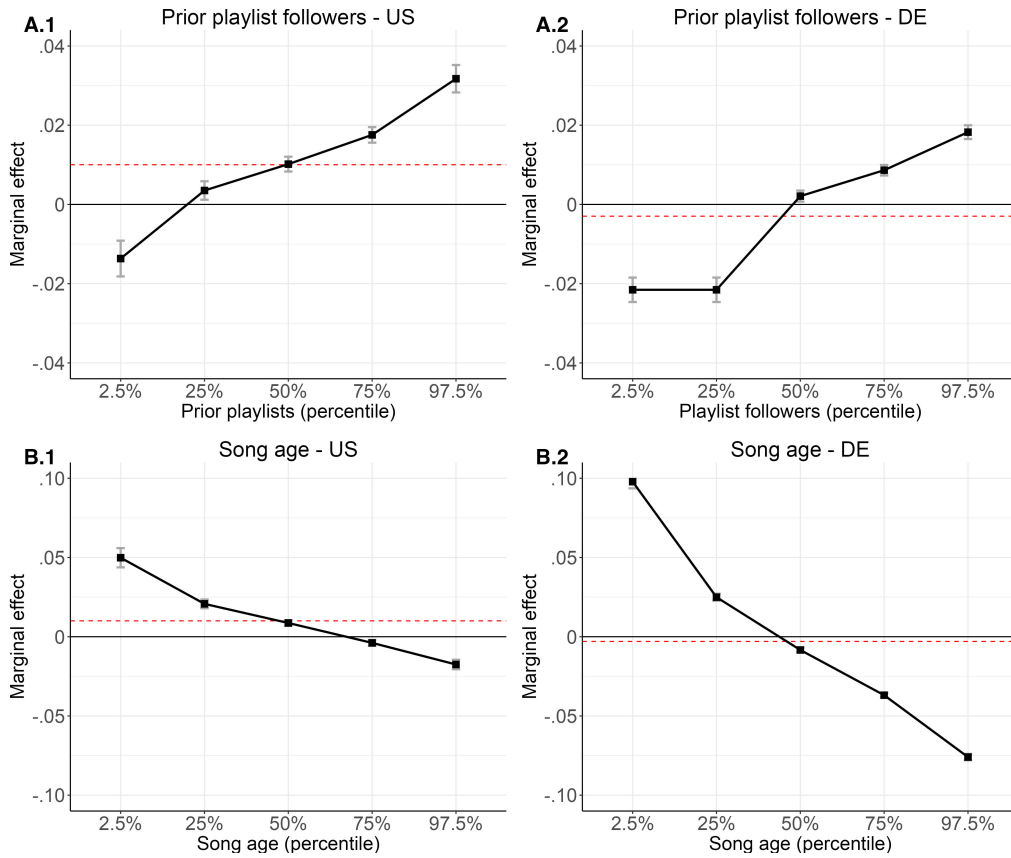 A.1
Prior playlist followers - US
.04
.02
0
-.02
-.04
Marginal effect
2.5% 25% 50% 75% 97.5%
Prior playlists (percentile)
A.2
Prior playlist followers - DE
.04
.02
0
-.02
-.04
Marginal effect
2.5% 25% 50% 75% 97.5%
Playlist followers (percentile)
B.1
Song age - US
.10
.05
0
-.05
-.10
Marginal effect
2.5% 25% 50% 75% 97.5%
Song age (percentile)
B.2
Song age - DE
.10
.05
0
-.05
-.10
Marginal effect
2.5% 25% 50% 75% 97.5%
Song age (percentile)